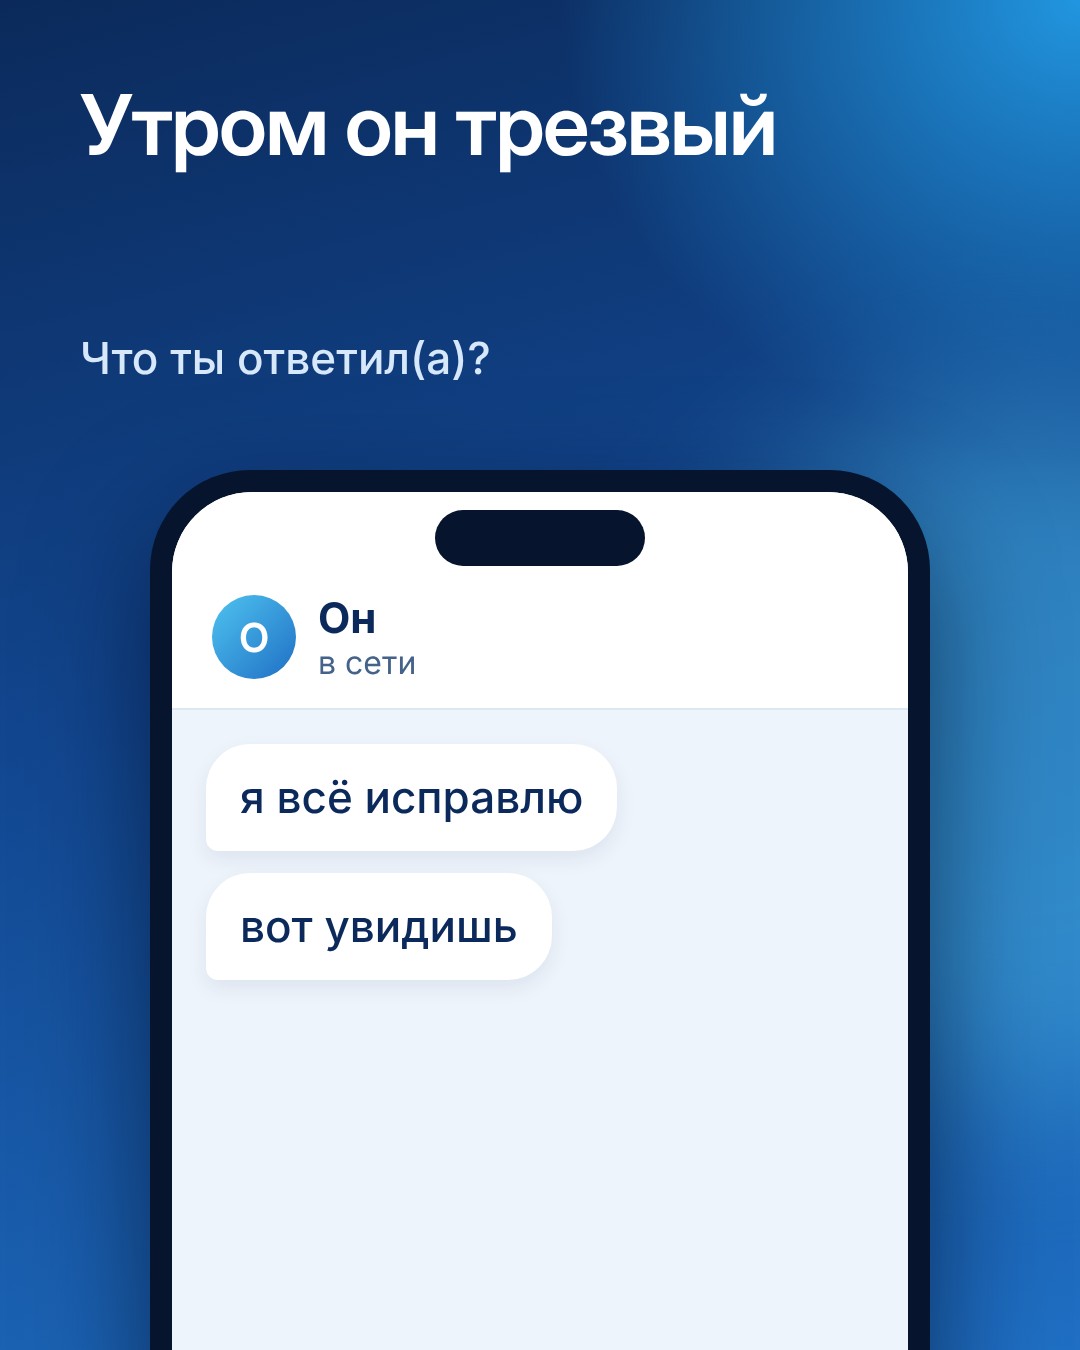 Утром он трезвый
Что ты ответил(а)?
О
Он
в сети
я всё исправлю
вот увидишь